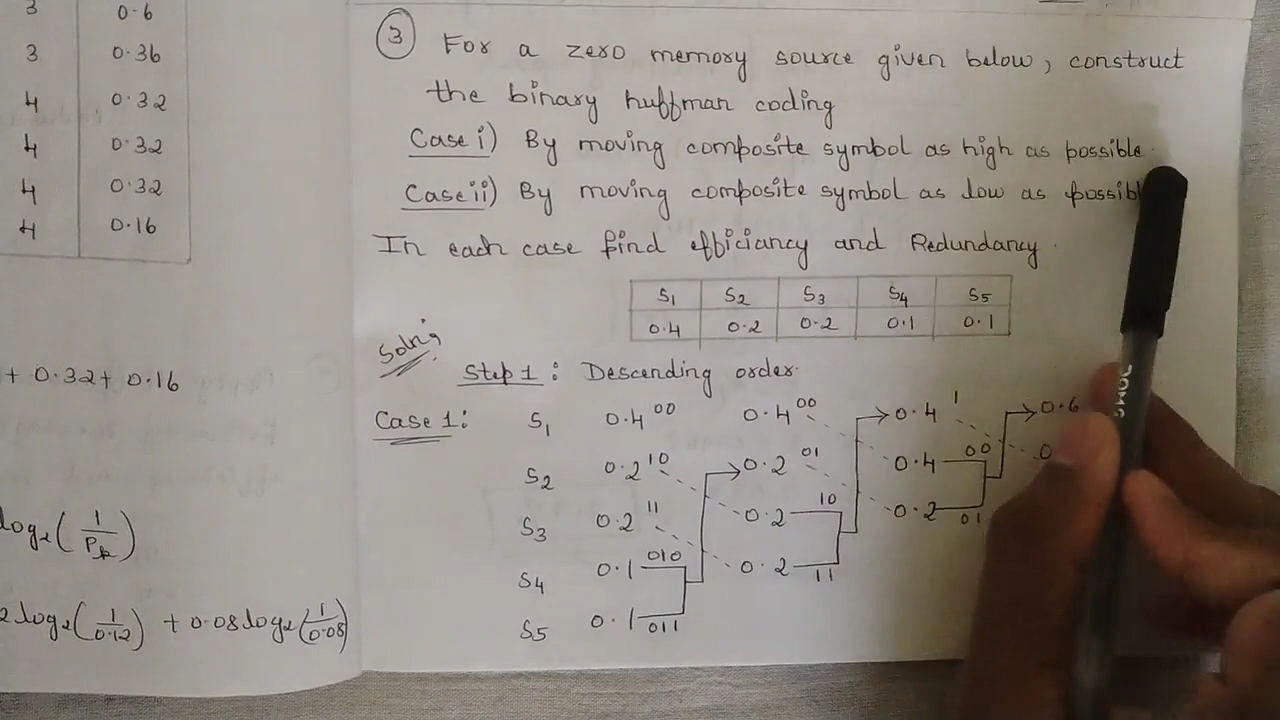 3 0.6
3 0.36
4 0.32
4 0.32
4 0.32
4 0.16
+ 0.32 + 0.16
log₂(1/Pk)
2 log₂(1/0.12) + 0.08 log₂(1/0.08)
③ For a zero memory source given below, construct
the binary huffman coding
Case i) By moving composite symbol as high as possible.
Case ii) By moving composite symbol as low as
In each case find efficiancy and Redundancy.
S1 S2 S3 S4 S5
0.4 0.2 0.2 0.1 0.1
Soln:
Step 1: Descending order.
Case 1: S1 0.4 00 0.4 00 0.4 1 0.6
S2 0.2 10 0.2 01 0.4 00 0
S3 0.2 11 0.2 10 0.2 01
S4 0.1 010 0.2 11
S5 0.1 011